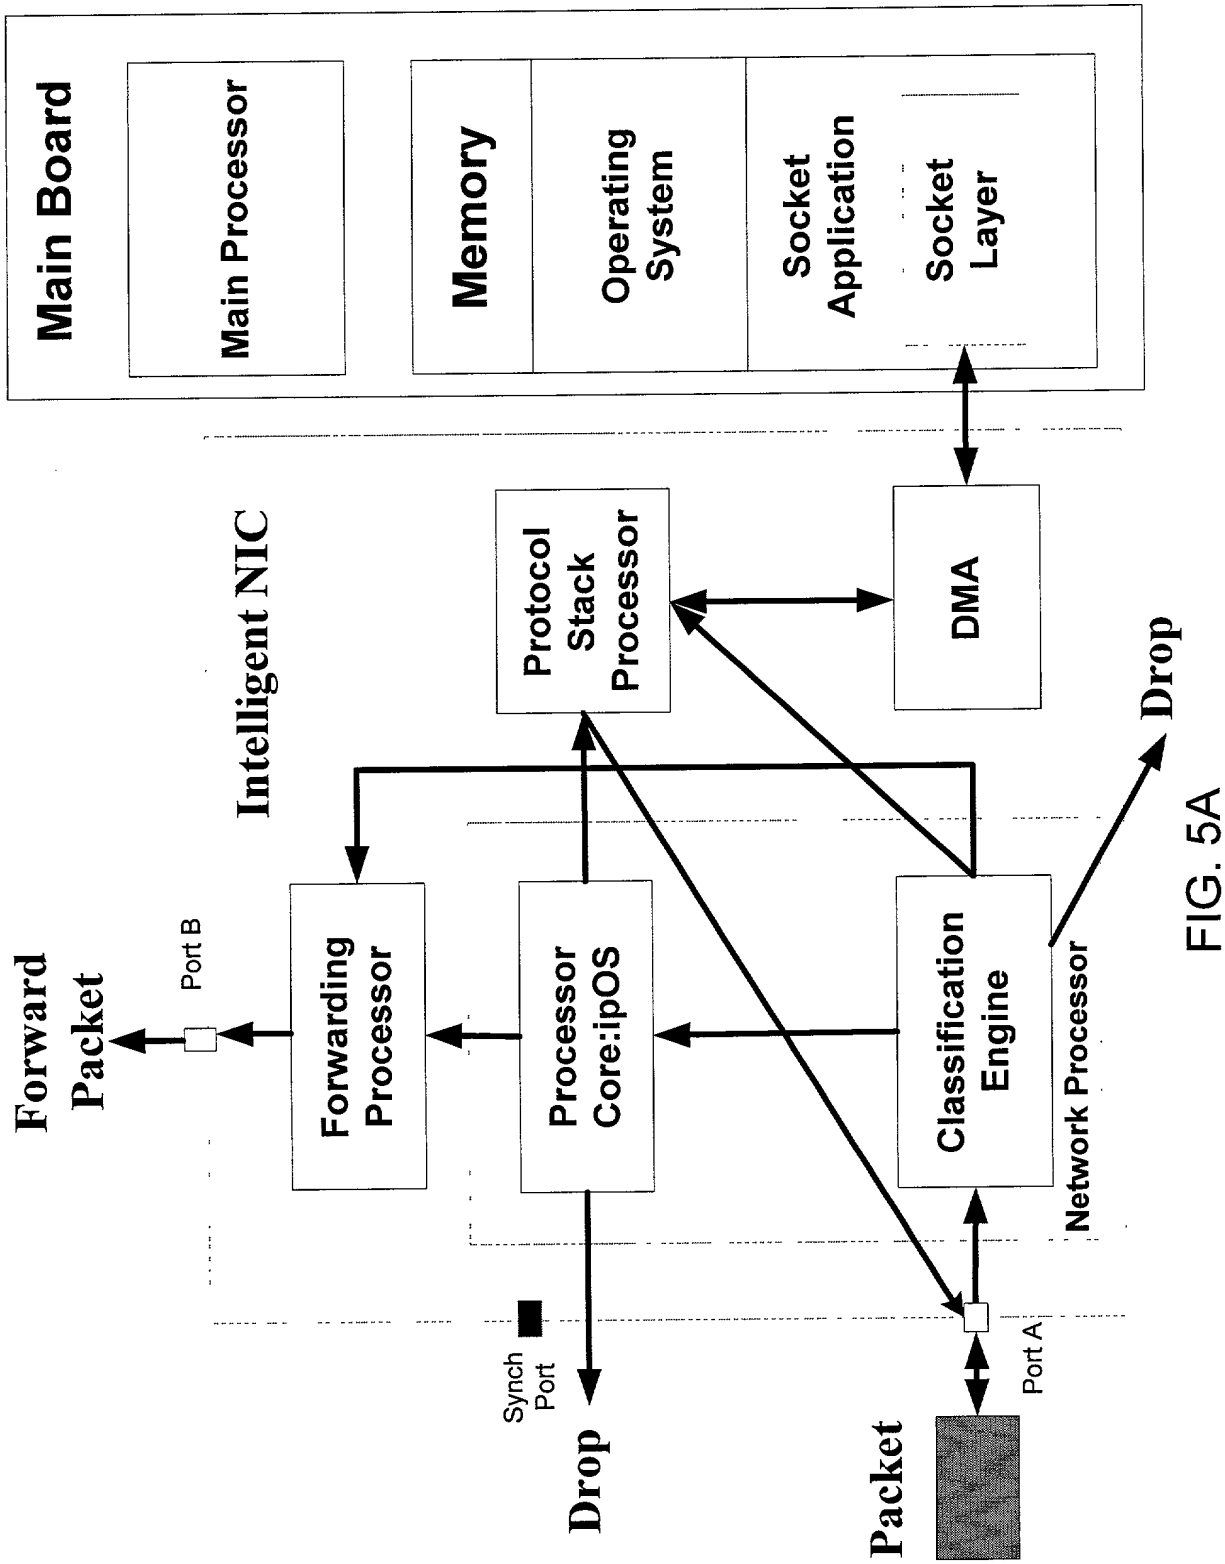 Main Board
Main Processor
Memory
Operating
System
Socket
Application
Socket
Layer
Intelligent NIC
Protocol
Stack
Processor
DMA
Drop
Forward
Packet
Port B
Forwarding
Processor
Processor
Core:ipOS
Classification
Engine
Network Processor
Synch
Port
Drop
Port A
Packet
FIG. 5A